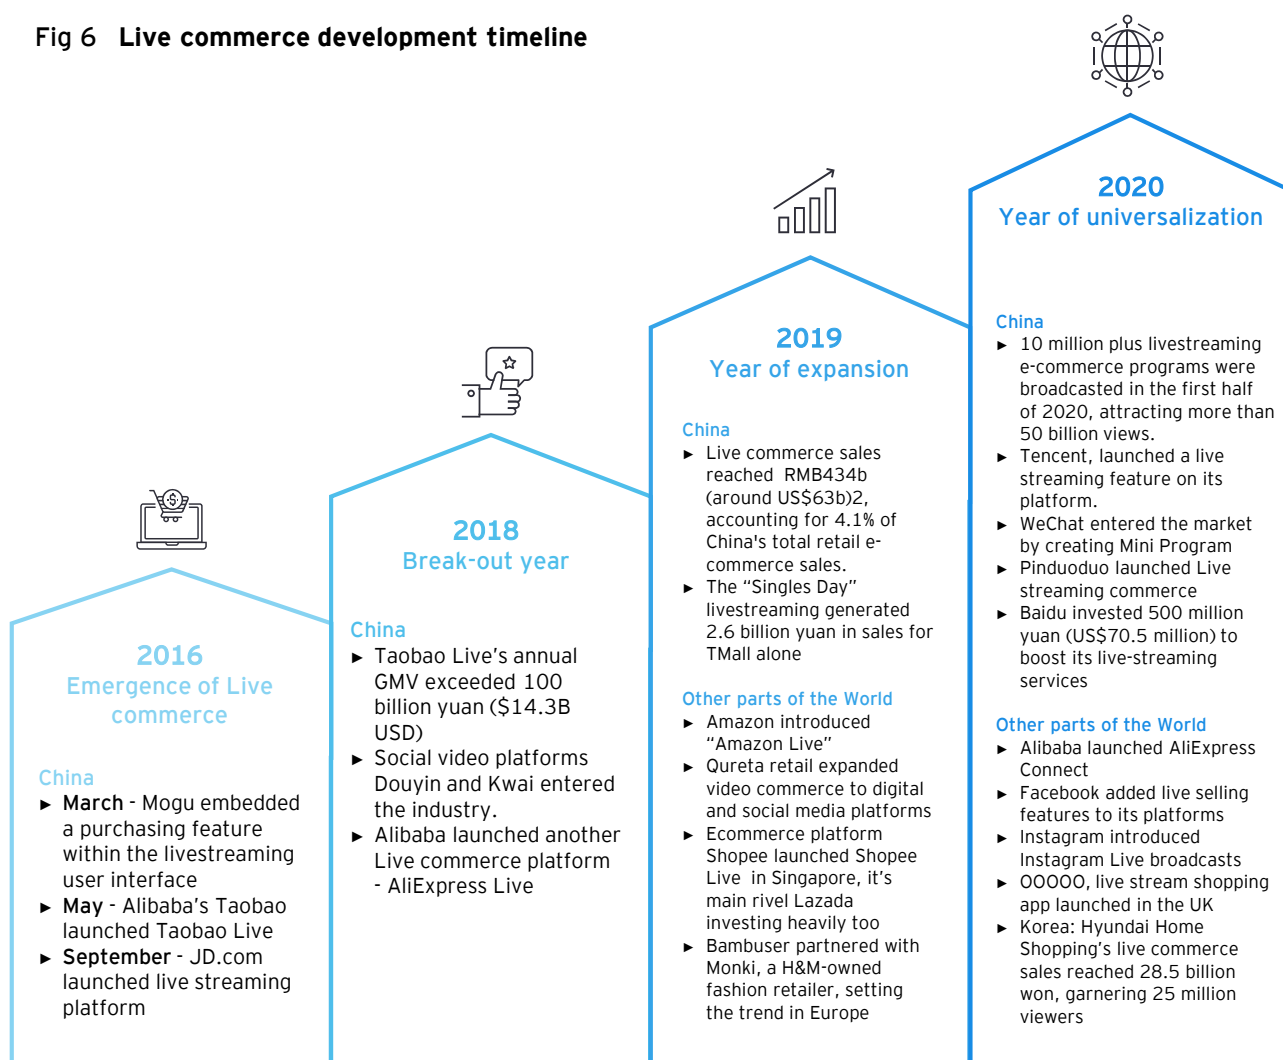 Fig 6 Live commerce development timeline
2016
Emergence of Live
commerce
China
► March - Mogu embedded
a purchasing feature
within the livestreaming
user interface
► May - Alibaba's Taobao
launched Taobao Live
► September - JD.com
launched live streaming
platform
2018
Break-out year
China
► Taobao Live's annual
GMV exceeded 100
billion yuan ($14.3B
USD)
► Social video platforms
Douyin and Kwai entered
the industry.
► Alibaba launched another
Live commerce platform
- AliExpress Live
2019
Year of expansion
China
► Live commerce sales
reached RMB434b
(around US$63b)2,
accounting for 4.1% of
China's total retail e-
commerce sales.
► The “Singles Day”
livestreaming generated
2.6 billion yuan in sales for
TMall alone
Other parts of the World
► Amazon introduced
“Amazon Live”
► Qureta retail expanded
video commerce to digital
and social media platforms
► Ecommerce platform
Shopee launched Shopee
Live in Singapore, it's
main rivel Lazada
investing heavily too
► Bambuser partnered with
Monki, a H&M-owned
fashion retailer, setting
the trend in Europe
2020
Year of universalization
China
► 10 million plus livestreaming
e-commerce programs were
broadcasted in the first half
of 2020, attracting more than
50 billion views.
► Tencent, launched a live
streaming feature on its
platform.
► WeChat entered the market
by creating Mini Program
► Pinduoduo launched Live
streaming commerce
► Baidu invested 500 million
yuan (US$70.5 million) to
boost its live-streaming
services
Other parts of the World
► Alibaba launched AliExpress
Connect
► Facebook added live selling
features to its platforms
► Instagram introduced
Instagram Live broadcasts
► OOOOO, live stream shopping
app launched in the UK
► Korea: Hyundai Home
Shopping's live commerce
sales reached 28.5 billion
won, garnering 25 million
viewers